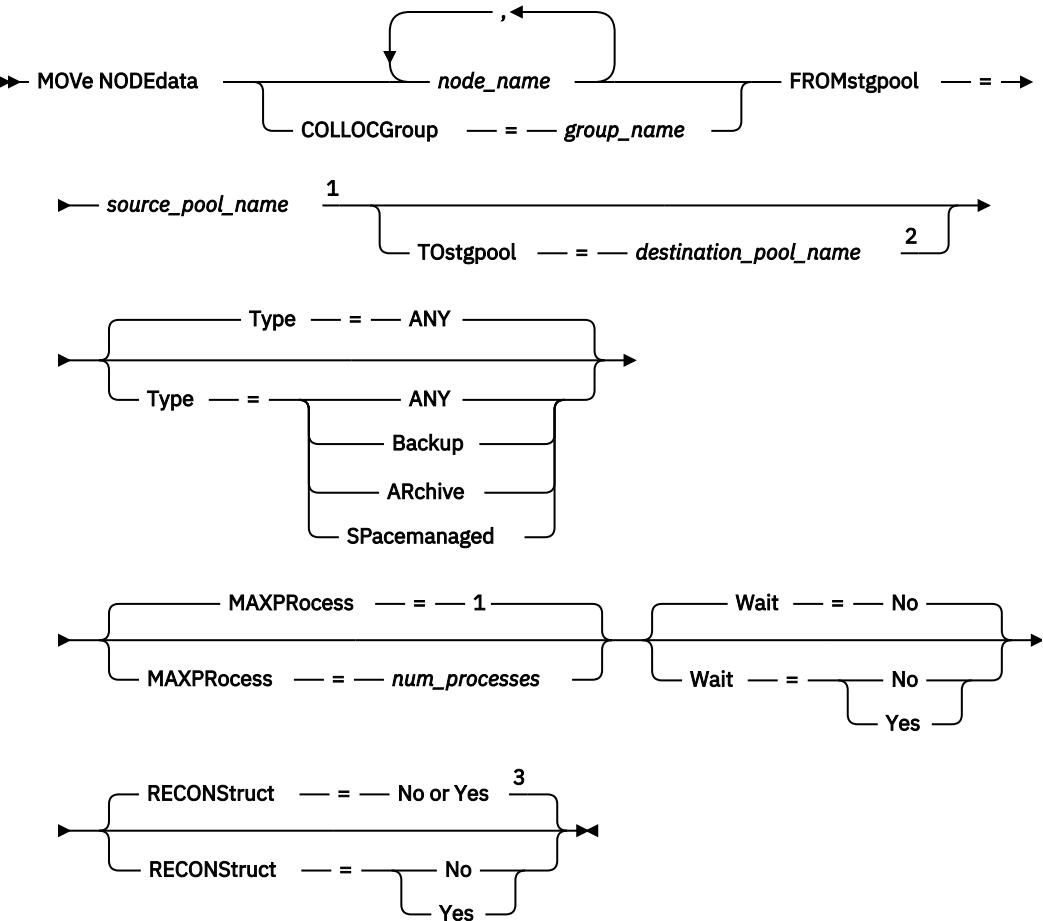 ,
MOVe NODEdata node_name FROMstgpool =
COLLOCGroup = group_name
source_pool_name 1
TOstgpool = destination_pool_name 2
Type = ANY
Type = ANY
Backup
ARchive
SPacemanaged
MAXPRocess = 1 Wait = No
MAXPRocess = num_processes Wait = No
Yes
RECONStruct = No or Yes 3
RECONStruct = No
Yes